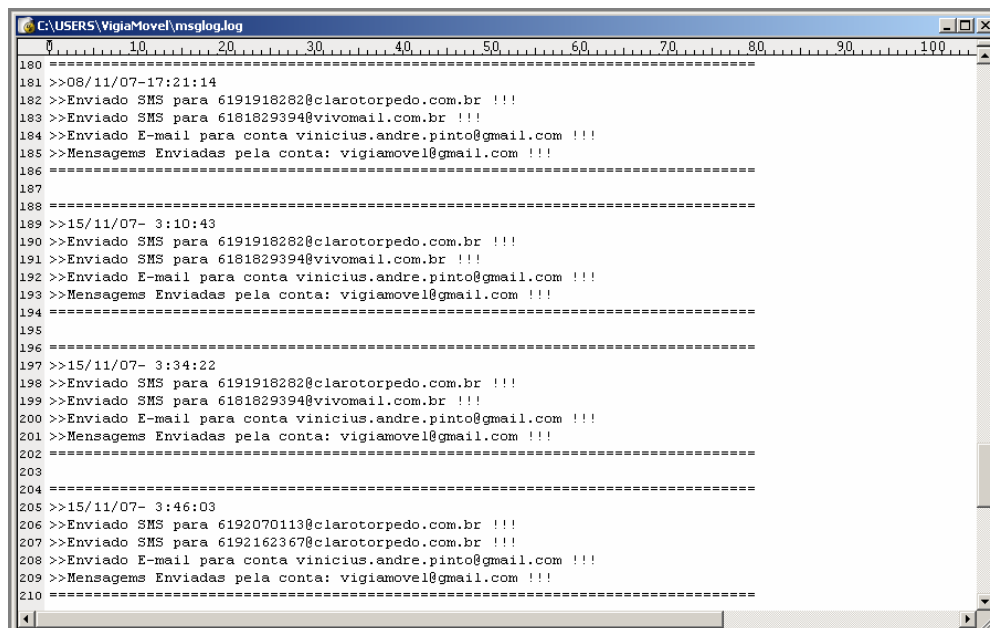 C:\USERS\VigiaMovel\msglog.log
0 10 20 30 40 50 60 70 80 90 100
180 ================================================================================
181 >>08/11/07-17:21:14
182 >>Enviado SMS para 6191918282@clarotorpedo.com.br !!!
183 >>Enviado SMS para 6181829394@vivomail.com.br !!!
184 >>Enviado E-mail para conta vinicius.andre.pinto@gmail.com !!!
185 >>Mensagems Enviadas pela conta: vigiamovel@gmail.com !!!
186 ================================================================================
187
188 ================================================================================
189 >>15/11/07- 3:10:43
190 >>Enviado SMS para 6191918282@clarotorpedo.com.br !!!
191 >>Enviado SMS para 6181829394@vivomail.com.br !!!
192 >>Enviado E-mail para conta vinicius.andre.pinto@gmail.com !!!
193 >>Mensagems Enviadas pela conta: vigiamovel@gmail.com !!!
194 ================================================================================
195
196 ================================================================================
197 >>15/11/07- 3:34:22
198 >>Enviado SMS para 6191918282@clarotorpedo.com.br !!!
199 >>Enviado SMS para 6181829394@vivomail.com.br !!!
200 >>Enviado E-mail para conta vinicius.andre.pinto@gmail.com !!!
201 >>Mensagems Enviadas pela conta: vigiamovel@gmail.com !!!
202 ================================================================================
203
204 ================================================================================
205 >>15/11/07- 3:46:03
206 >>Enviado SMS para 6192070113@clarotorpedo.com.br !!!
207 >>Enviado SMS para 6192162367@clarotorpedo.com.br !!!
208 >>Enviado E-mail para conta vinicius.andre.pinto@gmail.com !!!
209 >>Mensagems Enviadas pela conta: vigiamovel@gmail.com !!!
210 ================================================================================